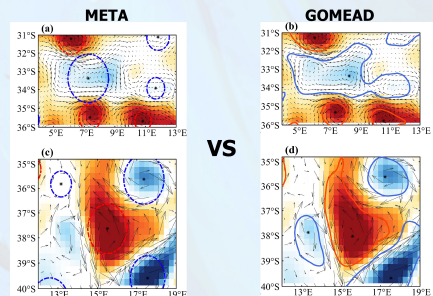 META
GOMEAD
(a)
31°S
32°S
33°S
34°S
35°S
36°S
5°E 7°E 9°E 11°E 13°E
(b)
31°S
32°S
33°S
34°S
35°S
36°S
5°E 7°E 9°E 11°E 13°E
VS
(c)
35°S
36°S
37°S
38°S
39°S
40°S
13°E 15°E 17°E 19°E
(d)
35°S
36°S
37°S
38°S
39°S
40°S
13°E 15°E 17°E 19°E